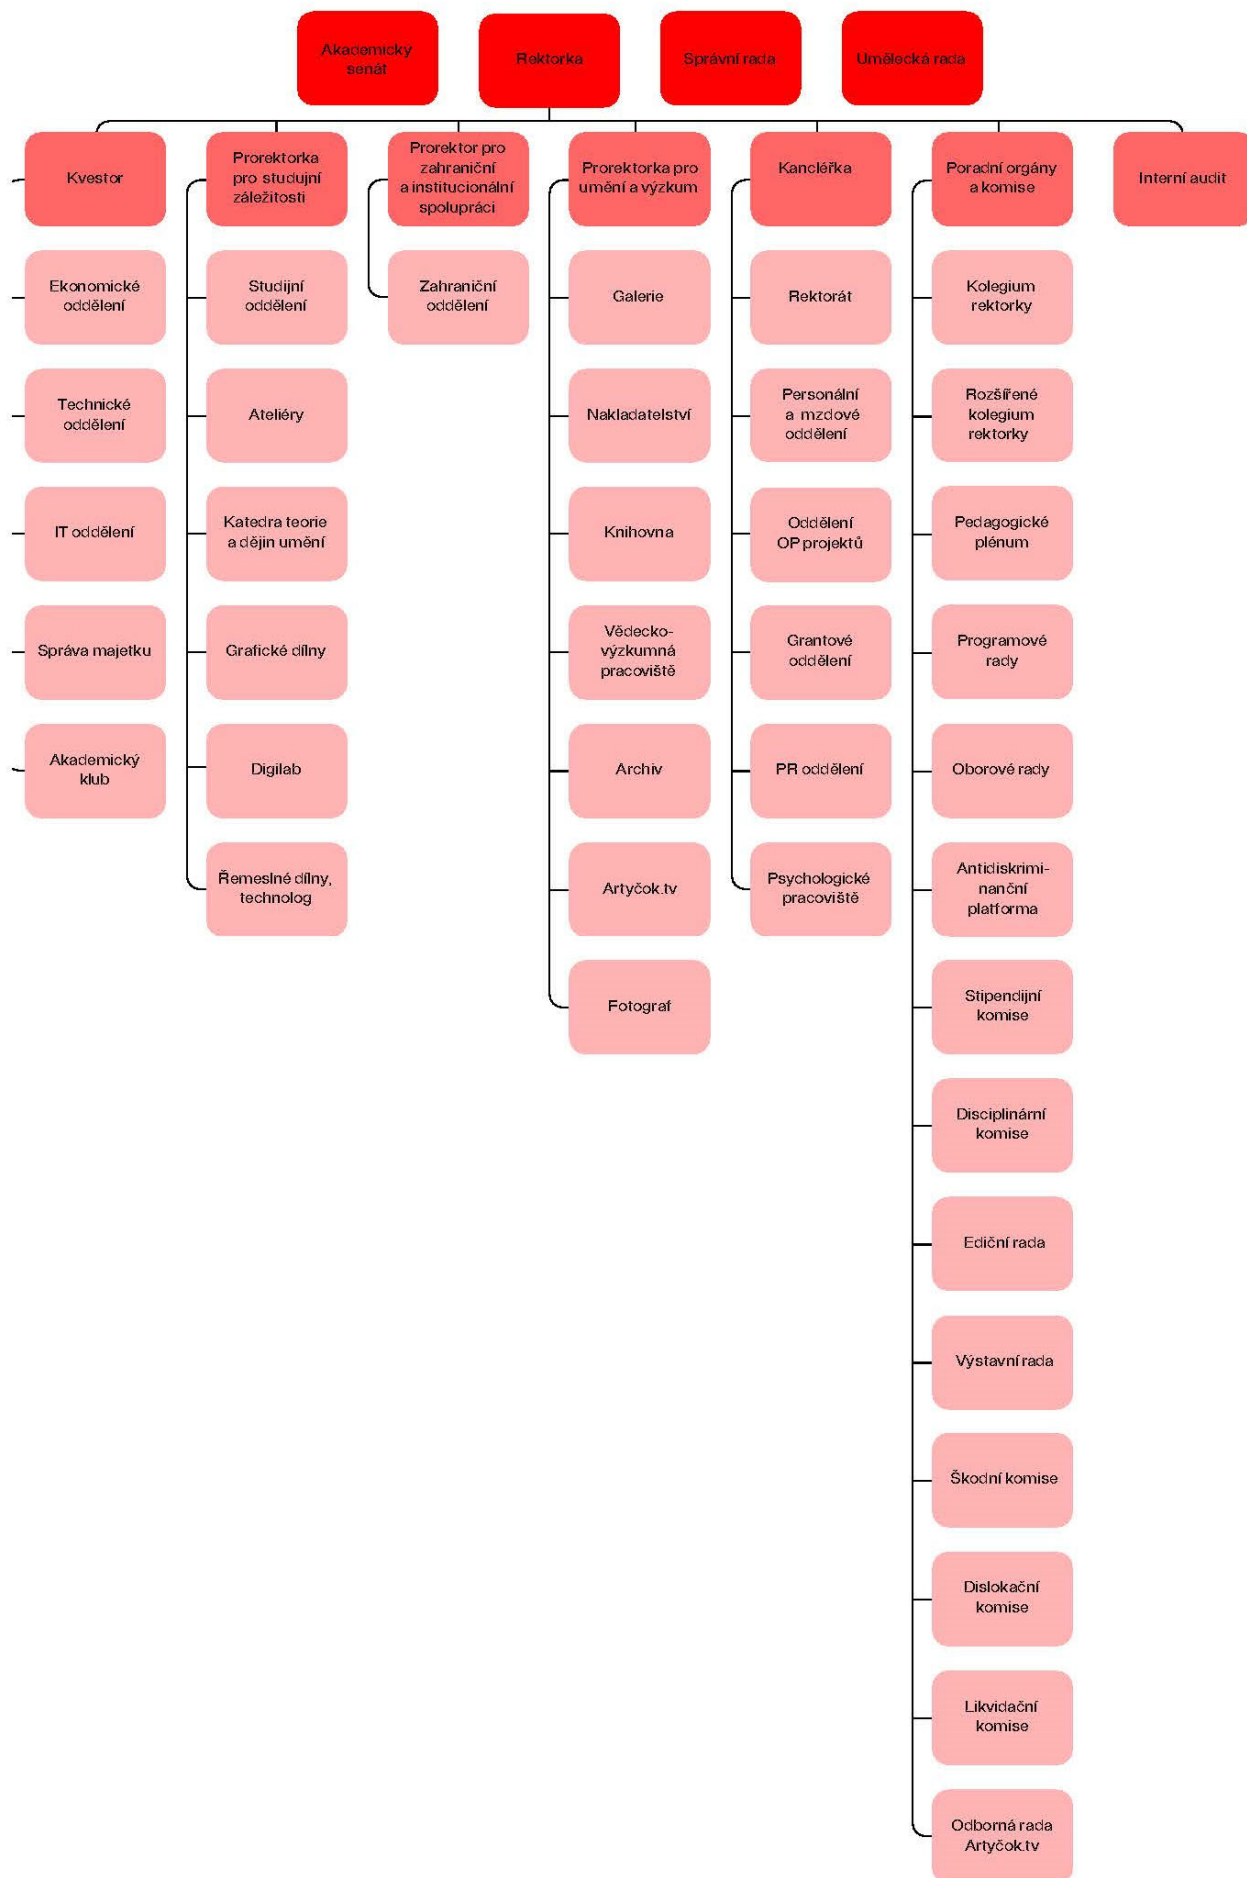 Akademický
senát
Rektorka
Správní rada
Umělecká rada
Kvestor
Prorektorka
pro studujní
záležitosti
Prorektor pro
zahraniční
a institucionální
spolupráci
Prorektorka pro
umění a výzkum
Kancléřka
Poradní orgány
a komise
Interní audit
Ekonomické
oddělení
Technické
oddělení
IT oddělení
Správa majetku
Akademický
klub
Studijní
oddělení
Ateliéry
Katedra teorie
a dějin umění
Grafické dílny
Digilab
Řemeslné dílny,
technolog
Zahraniční
oddělení
Galerie
Nakladatelství
Knihovna
Vědecko-
výzkumná
pracoviště
Archiv
Artyčok.tv
Fotograf
Rektorát
Personální
a mzdové
oddělení
Oddělení
OP projektů
Grantové
oddělení
PR oddělení
Psychologické
pracoviště
Kolegium
rektorky
Rozšířené
kolegium
rektorky
Pedagogické
plénum
Programové
rady
Oborové rady
Antidiskrimi-
nanční
platforma
Stipendijní
komise
Disciplinární
komise
Ediční rada
Výstavní rada
Škodní komise
Dislokační
komise
Likvidační
komise
Odborná rada
Artyčok.tv